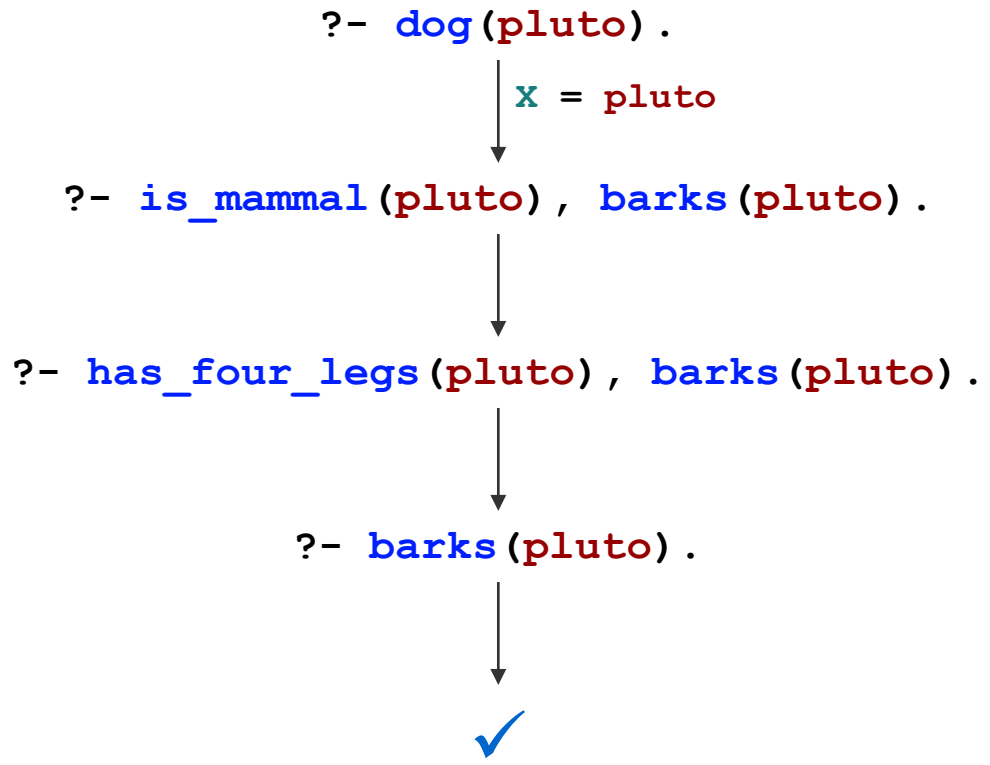 ?- dog(pluto).
X = pluto
?- is_mammal(pluto), barks(pluto).
?- has_four_legs(pluto), barks(pluto).
?- barks(pluto).